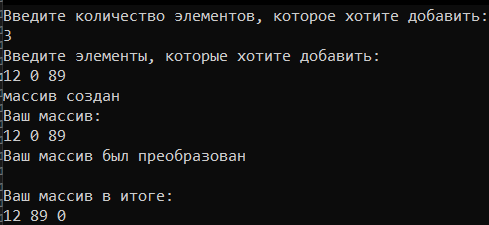 Введите количество элементов, которое хотите добавить:
3
Введите элементы, которые хотите добавить:
12 0 89
массив создан
Ваш массив:
12 0 89
Ваш массив был преобразован
Ваш массив в итоге:
12 89 0